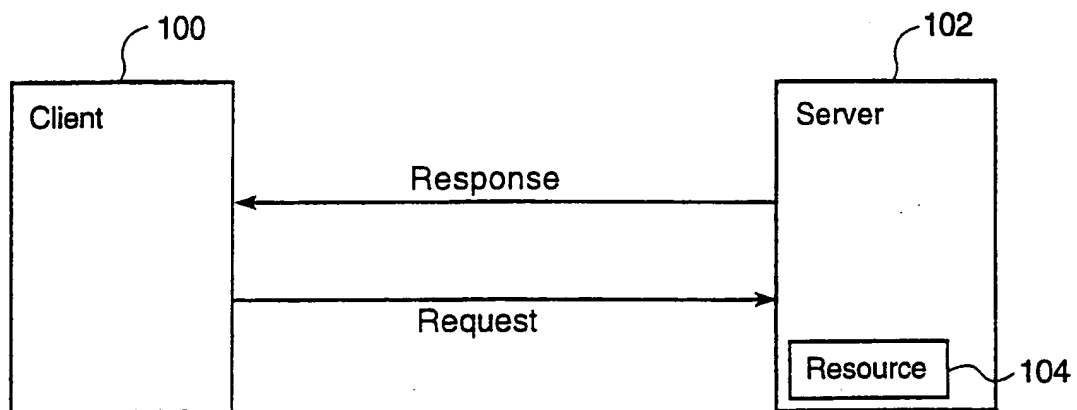 100
102
Client
Server
Response
Request
Resource
104